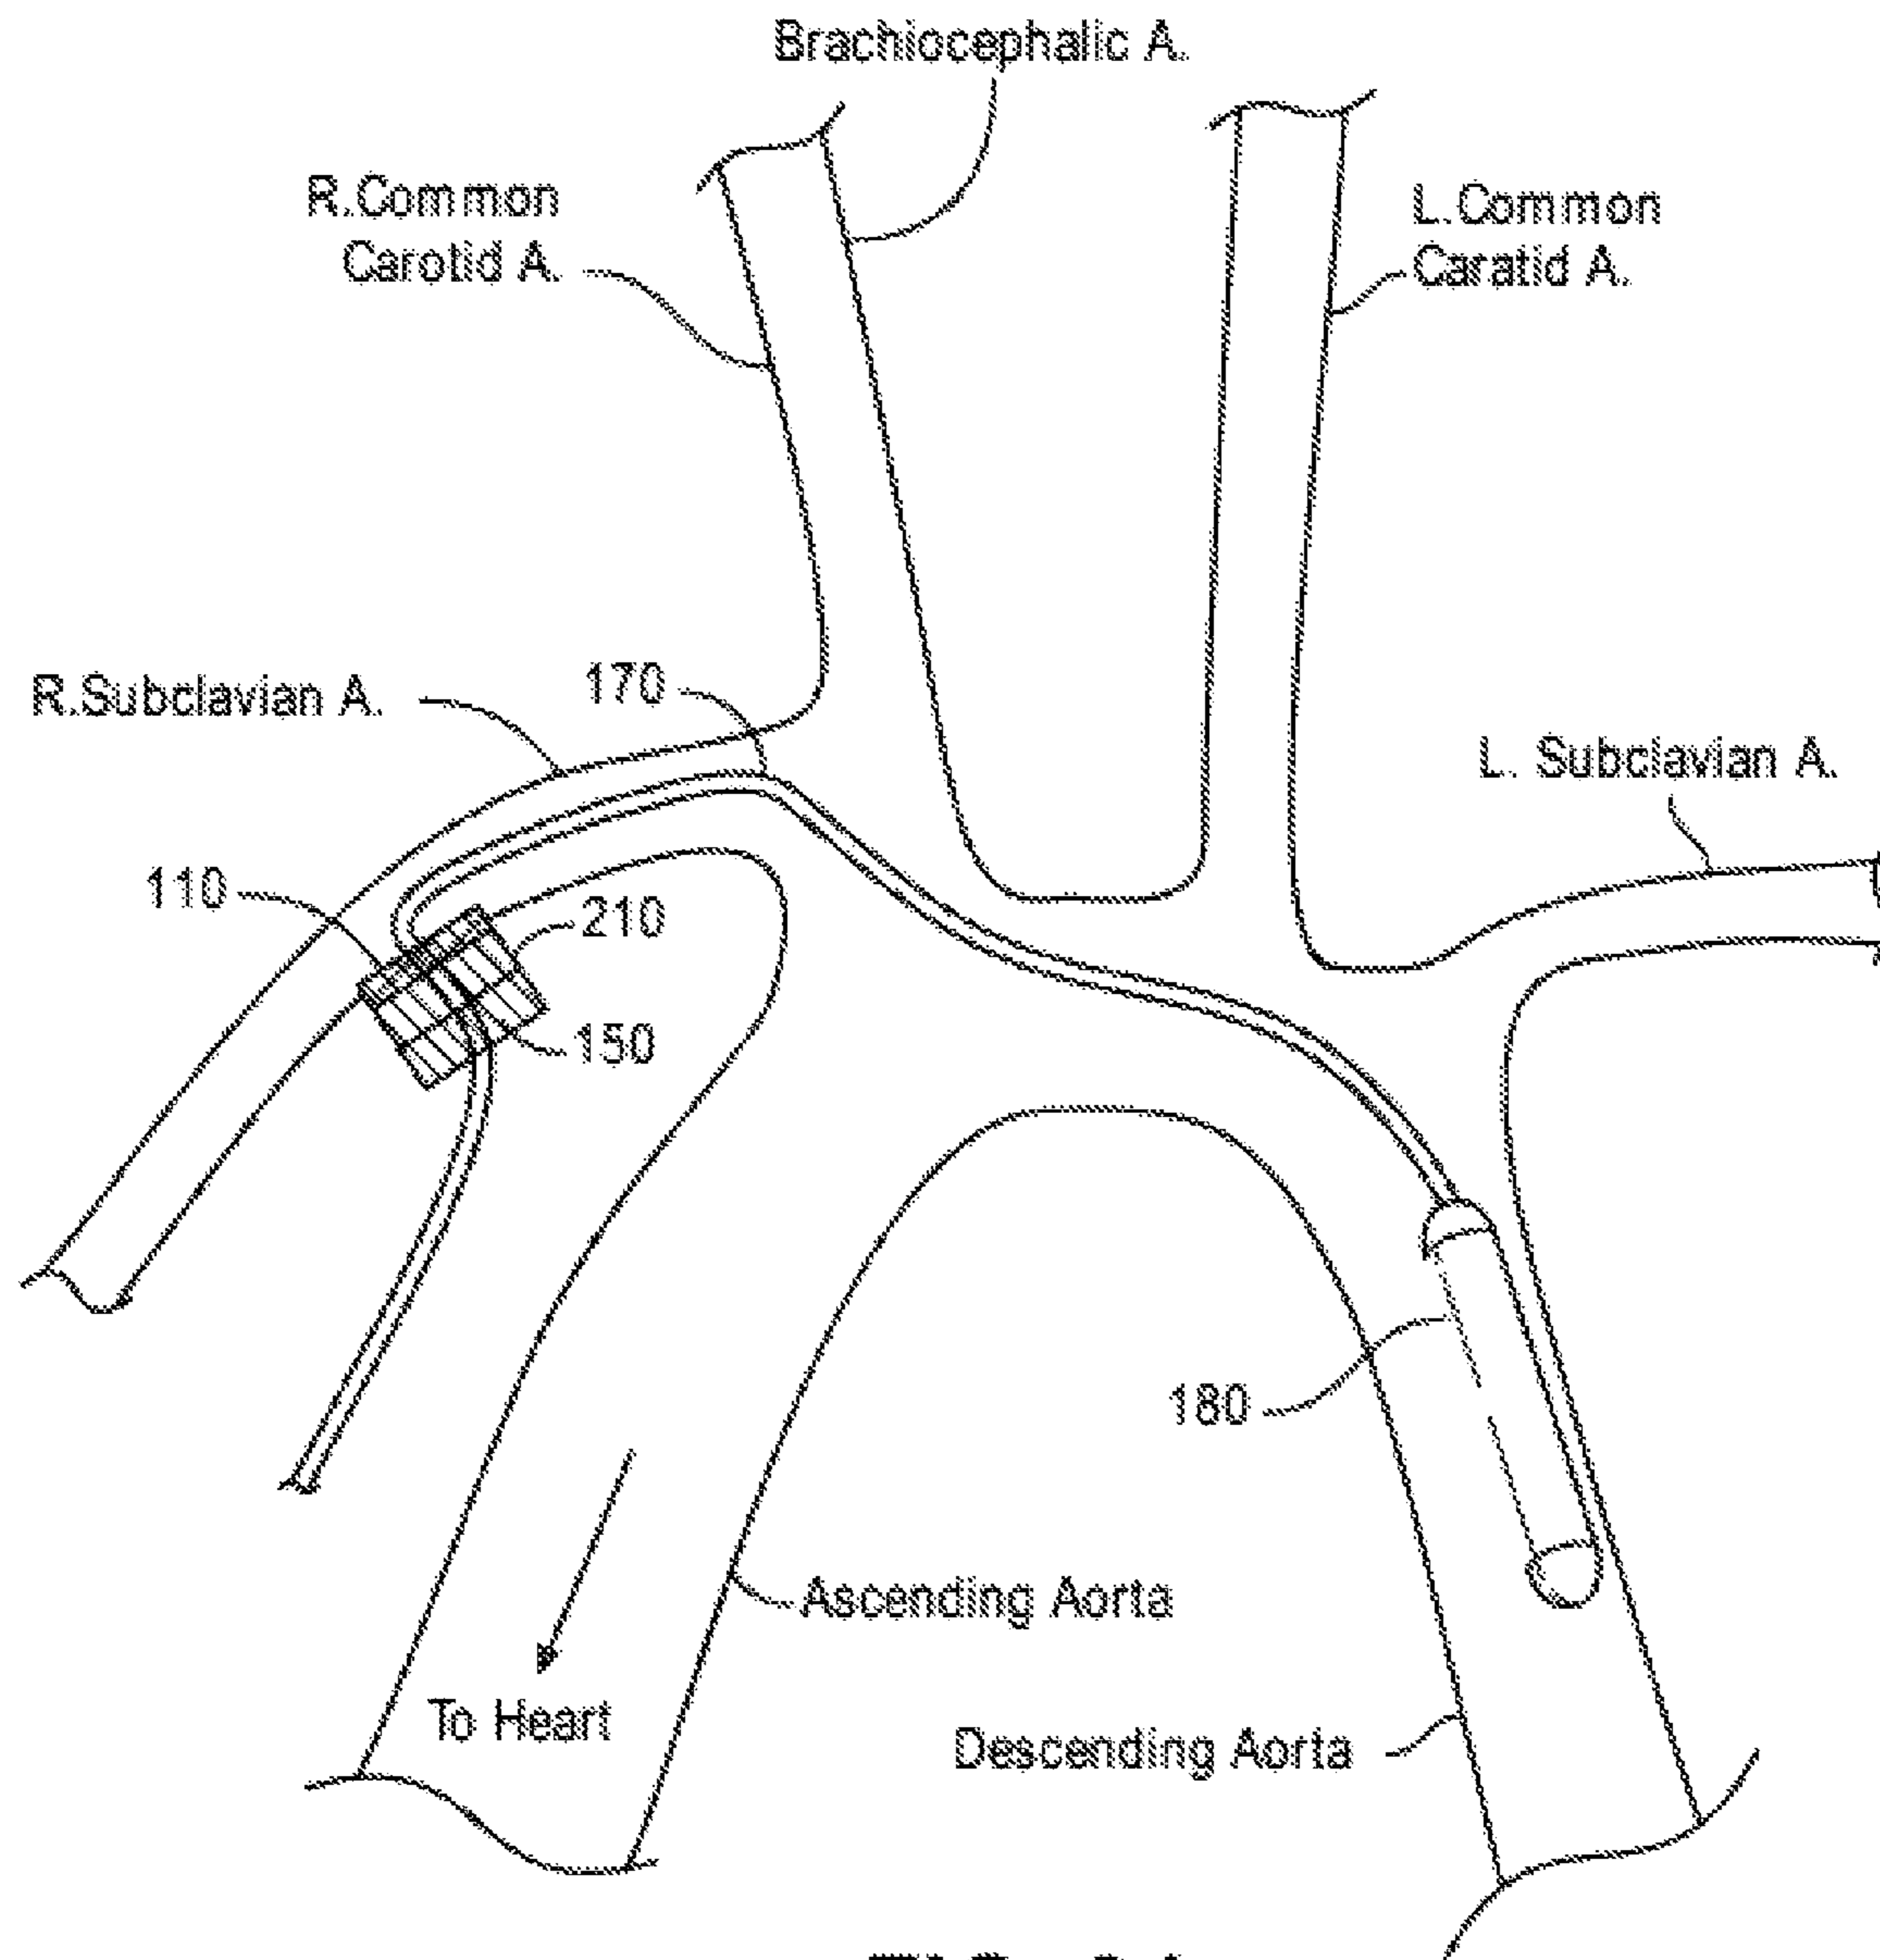 Brachiocephalic A.
R.Common
Carotid A.
L.Common
Caratid A.
R.Subclavian A.
170
L. Subclavian A.
110
210
150
180
Ascending Aorta
To Heart
Descending Aorta